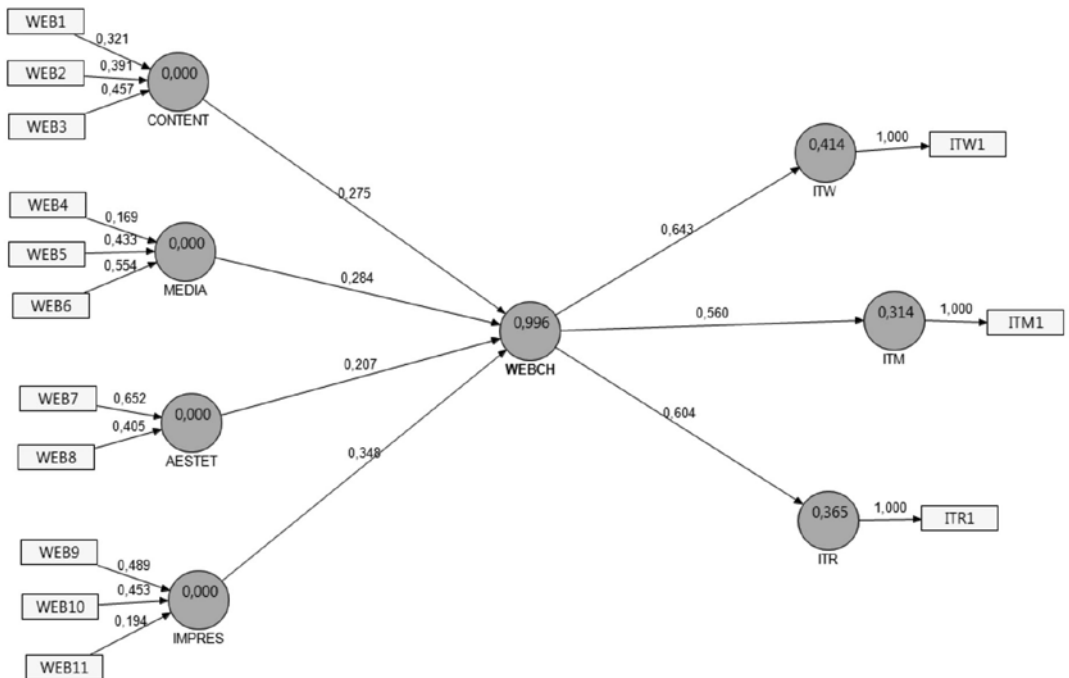 WEB1
0,321
WEB2
0,391
0,457
WEB3
0,000
CONTENT
WEB4
0,169
WEB5
0,433
0,554
WEB6
0,000
MEDIA
WEB7
0,652
0,405
WEB8
0,000
AESTET
WEB9
0,489
WEB10
0,453
0,194
WEB11
0,000
IMPRES
0,275
0,284
0,207
0,348
0,996
WEBCH
0,643
0,560
0,604
0,414
ITW
1,000
ITW1
0,314
ITM
1,000
ITM1
0,365
ITR
1,000
ITR1